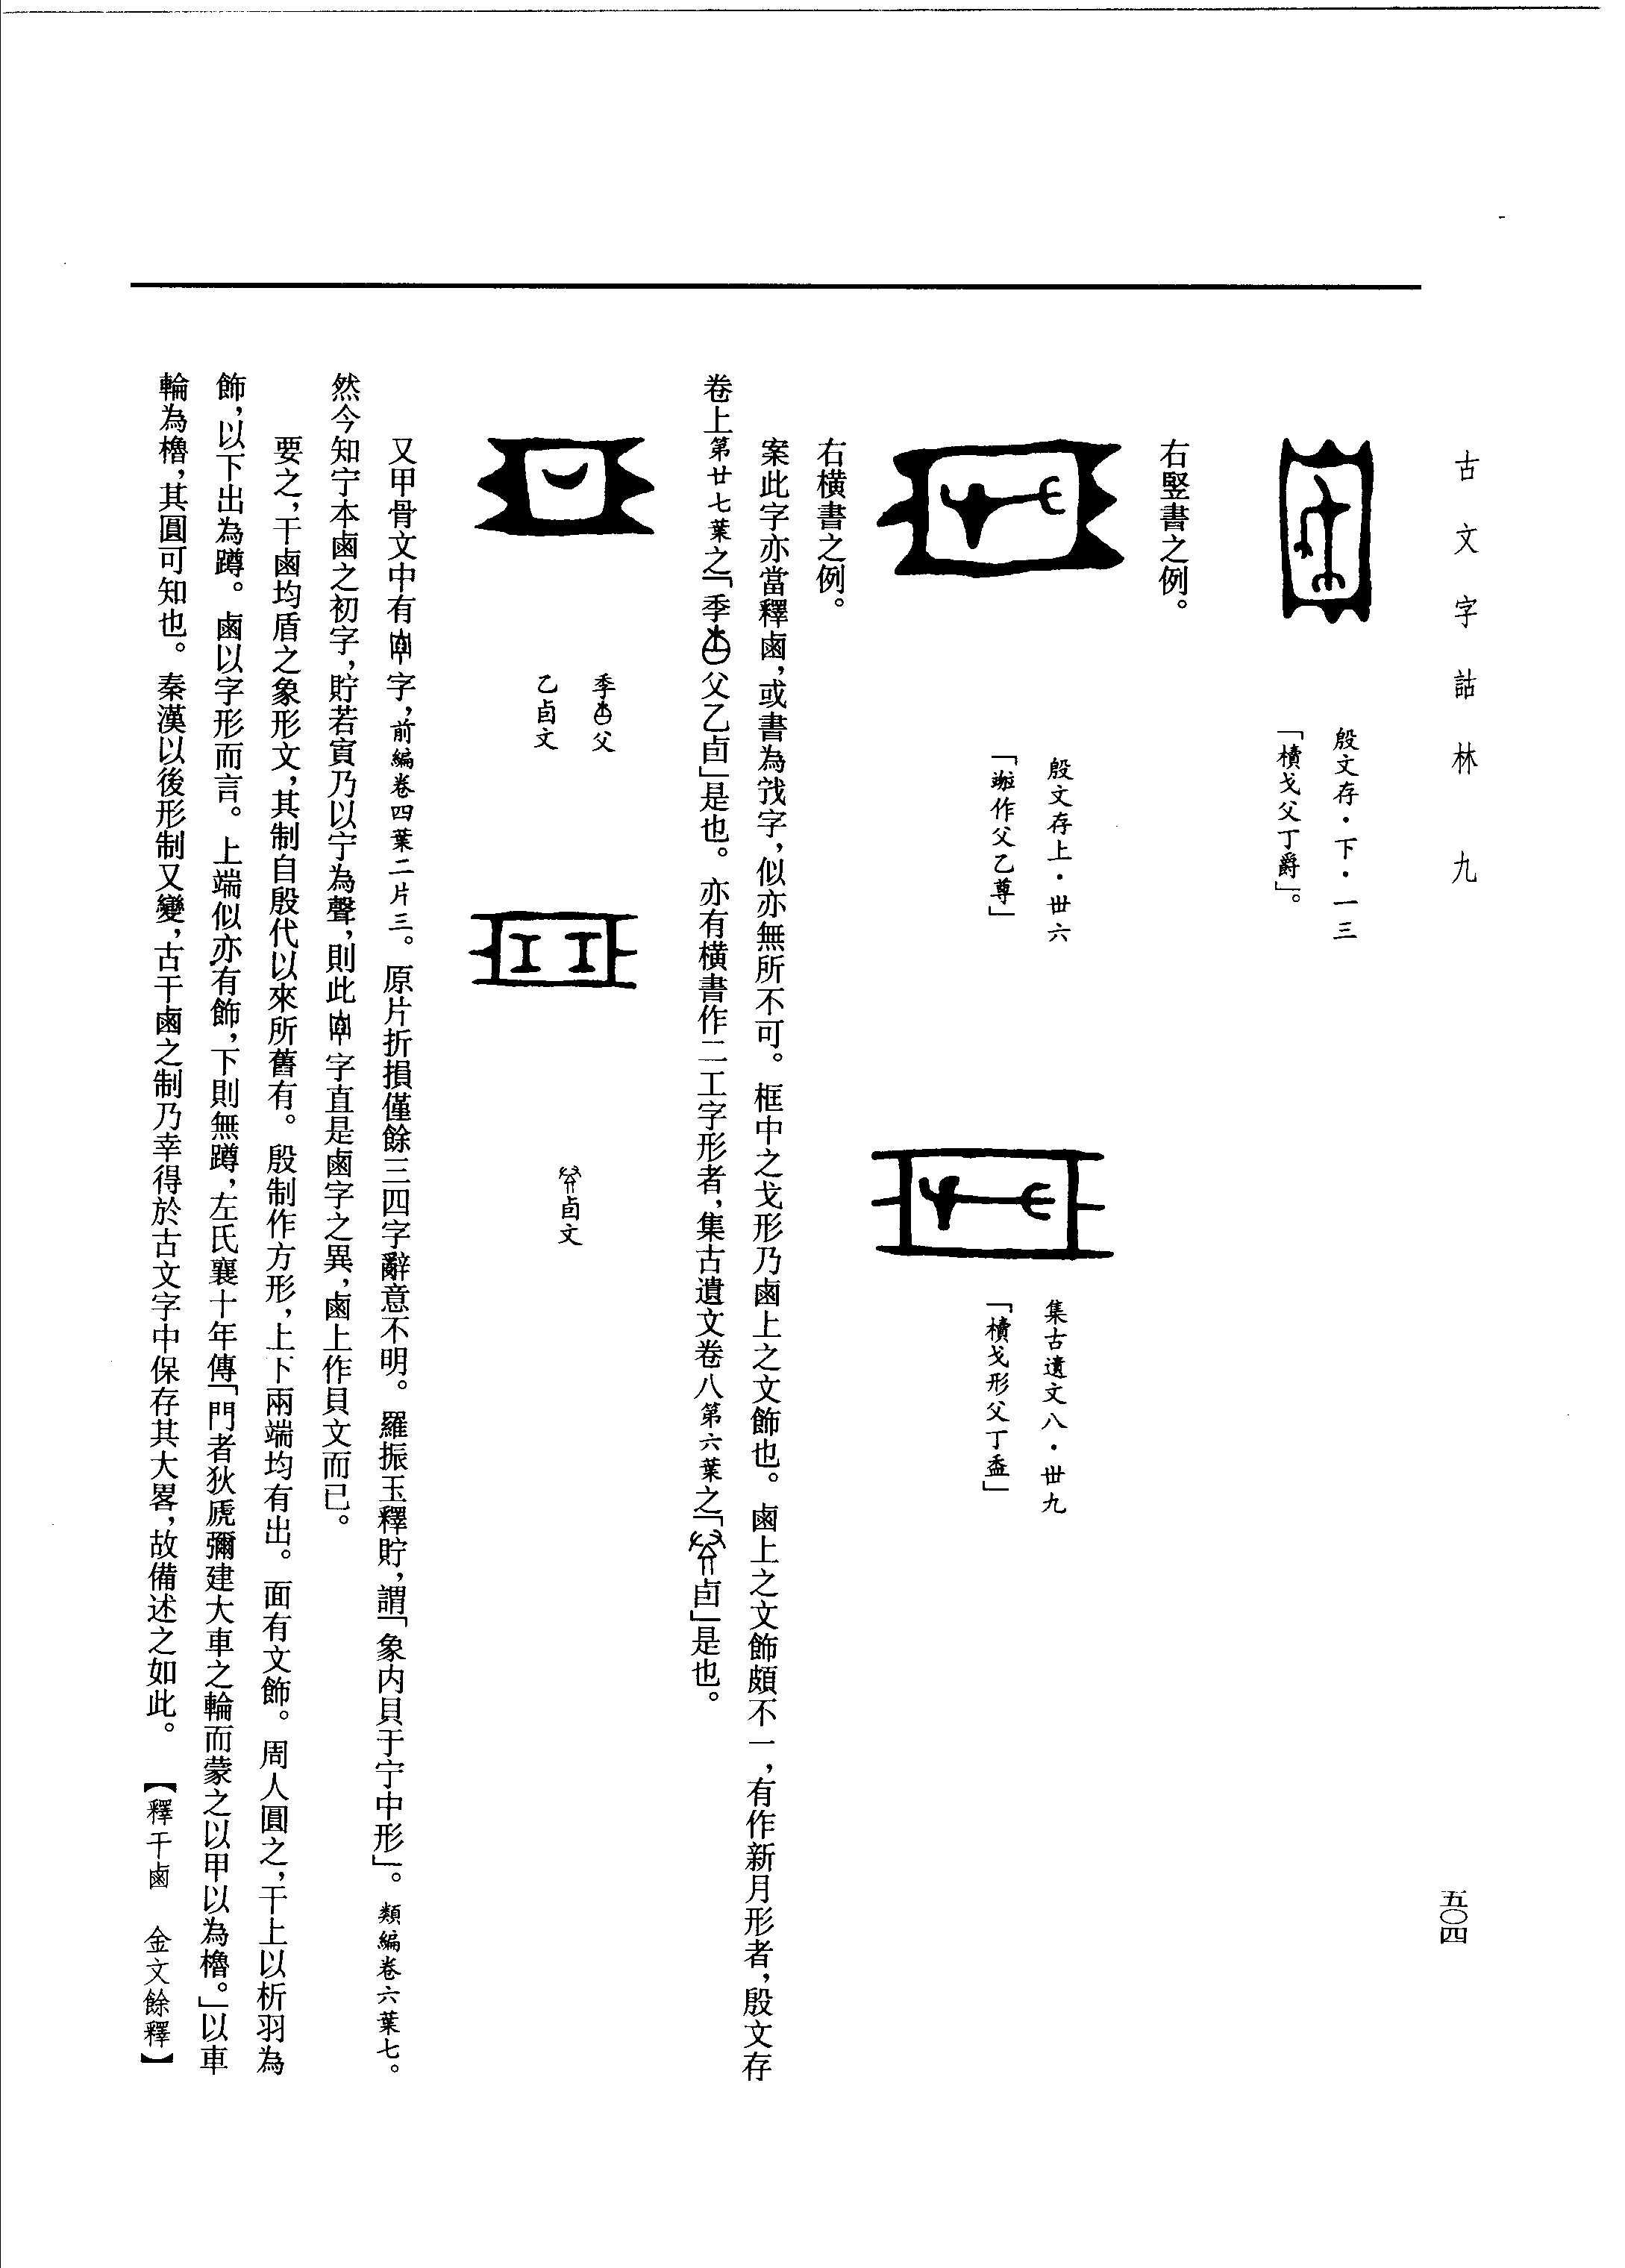 古文字詁林　九
五〇四
殷文存·下·一三
「櫝戈父丁爵」。
右竪書之例。
殷文存上·卌六
作父乙尊」
集古遺文八·卌九
「櫝戈形父丁盉」
右横書之例。
案此字亦當釋鹵，或書為字，似亦無所不可。框中之戈形乃鹵上之文飾也。鹵上之文飾頗不一，有作新月形者，殷文存
卷上第廿七葉之「季父乙卣」是也。亦有横書作二工字形者，集古遺文卷八第六葉之「卣」是也。
季父
乙卣文
卣文
又甲骨文中有字，前編卷四葉二片三。原片折損僅餘三四字辭意不明。羅振玉釋貯，謂「象内貝于宁中形」。類編卷六葉七。
然今知宁本鹵之初字，貯若寊乃以宁為聲，則此字直是鹵字之異，鹵上作貝文而已。
要之，干鹵均盾之象形文，其制自殷代以來所舊有。殷制作方形，上下兩端均有出。面有文飾。周人圓之，干上以析羽為
飾，以下出為蹲。鹵以字形而言。上端似亦有飾，下則無蹲，左氏襄十年傳「門者狄虒彌建大車之輪而蒙之以甲以為櫓。」以車
輪為櫓，其圓可知也。秦漢以後形制又變，古干鹵之制乃幸得於古文字中保存其大畧，故備述之如此。【釋干鹵　金文餘釋】